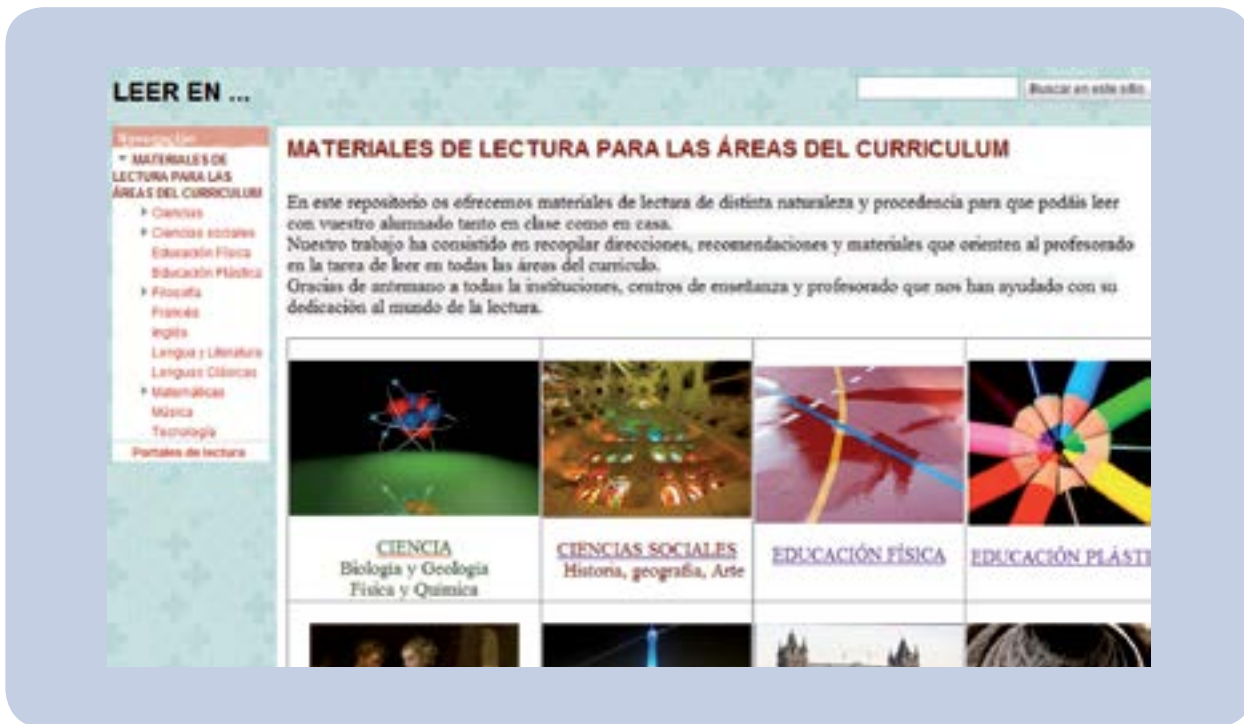 LEER EN ...
Buscar en este sitio
Navegación
MATERIALES DE
LECTURA PARA LAS
ÁREAS DEL CURRICULUM
Ciencias
Ciencias sociales
Educación Física
Educación Plástica
Filosofía
Francés
Inglés
Lengua y Literatura
Lenguas Clásicas
Matemáticas
Música
Tecnología
Portales de lectura
MATERIALES DE LECTURA PARA LAS ÁREAS DEL CURRICULUM
En este repositorio os ofrecemos materiales de lectura de distinta naturaleza y procedencia para que podáis leer
con vuestro alumnado tanto en clase como en casa.
Nuestro trabajo ha consistido en recopilar direcciones, recomendaciones y materiales que orienten al profesorado
en la tarea de leer en todas las áreas del currículo.
Gracias de antemano a todas la instituciones, centros de enseñanza y profesorado que nos han ayudado con su
dedicación al mundo de la lectura.
CIENCIA
Biología y Geología
Física y Química
CIENCIAS SOCIALES
Historia, geografía, Arte
EDUCACIÓN FÍSICA
EDUCACIÓN PLÁSTI